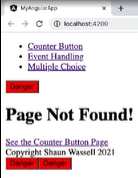 MyAngularApp
localhost:4200
Counter Button
Event Handling
Multiple Choice
Danger
Page Not Found!
See the Counter Button Page
Copyright Shaun Wassell 2021
Danger Danger